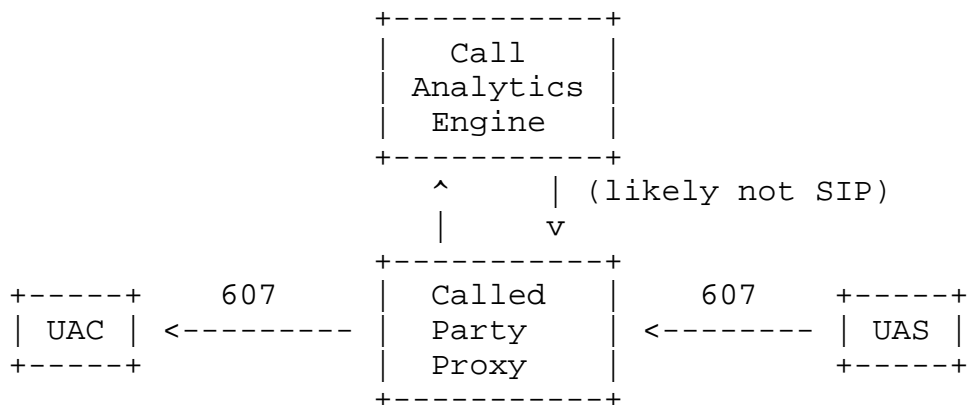 +-----------+
|   Call    |
| Analytics |
|  Engine   |
+-----------+
^      | (likely not SIP)
|      v
+-----------+
+-----+    607    |  Called   |    607    +-----+
| UAC | <--------- |   Party   | <-------- | UAS |
+-----+           |   Proxy   |           +-----+
+-----------+